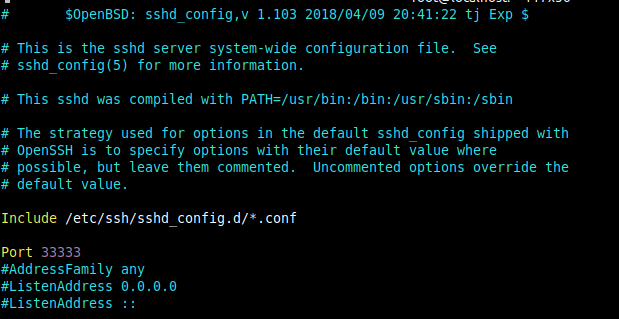 #       $OpenBSD: sshd_config,v 1.103 2018/04/09 20:41:22 tj Exp $

# This is the sshd server system-wide configuration file.  See
# sshd_config(5) for more information.

# This sshd was compiled with PATH=/usr/bin:/bin:/usr/sbin:/sbin

# The strategy used for options in the default sshd_config shipped with
# OpenSSH is to specify options with their default value where
# possible, but leave them commented.  Uncommented options override the
# default value.

Include /etc/ssh/sshd_config.d/*.conf

Port 33333
#AddressFamily any
#ListenAddress 0.0.0.0
#ListenAddress ::